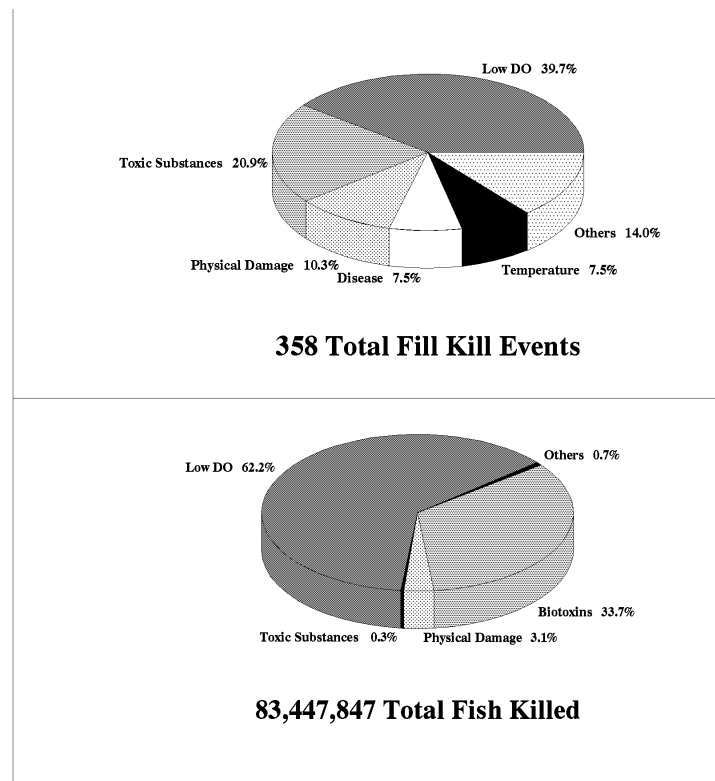 Low DO 39.7%
Toxic Substances 20.9%
Others 14.0%
Physical Damage 10.3%
Temperature 7.5%
Disease 7.5%
358 Total Fill Kill Events
Others 0.7%
Low DO 62.2%
Biotoxins 33.7%
Toxic Substances 0.3%
Physical Damage 3.1%
83,447,847 Total Fish Killed